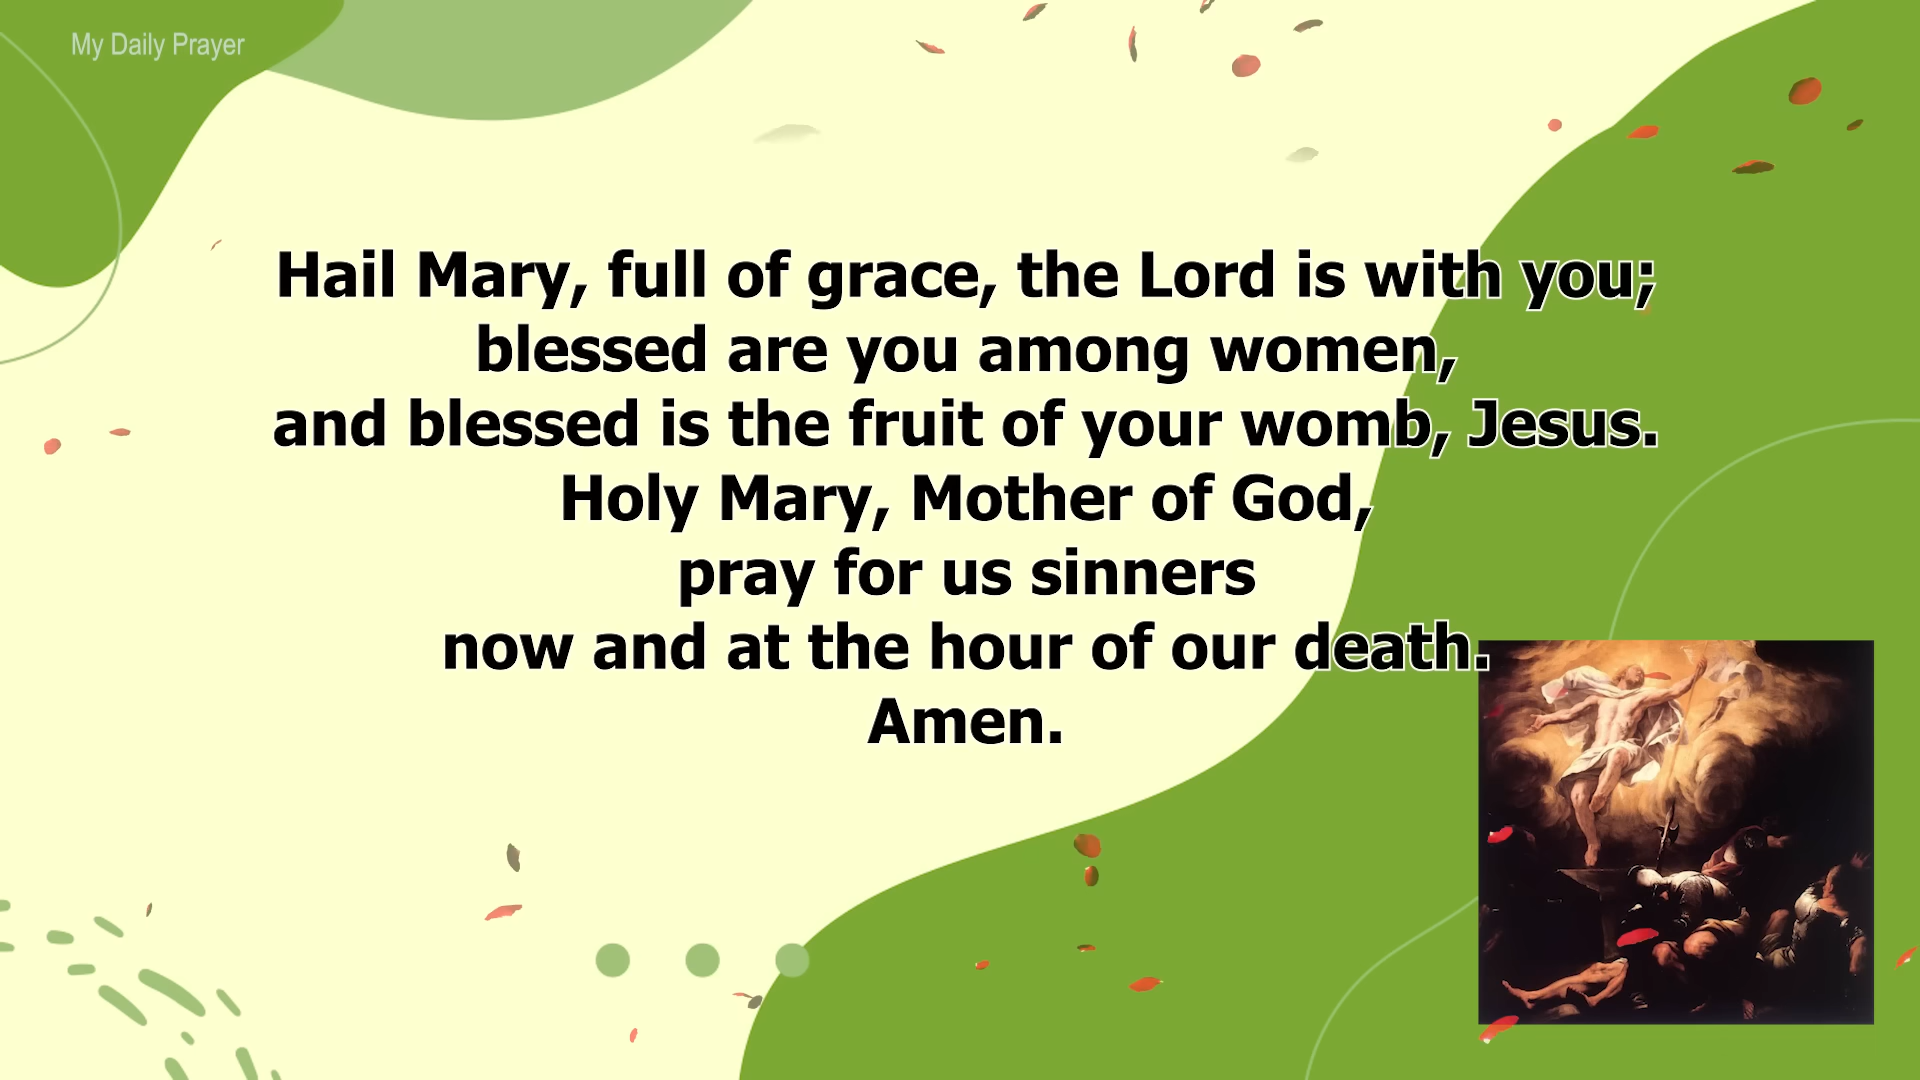 My Daily Prayer
Hail Mary, full of grace, the Lord is with you;
blessed are you among women,
and blessed is the fruit of your womb, Jesus.
Holy Mary, Mother of God,
pray for us sinners
now and at the hour of our death.
Amen.